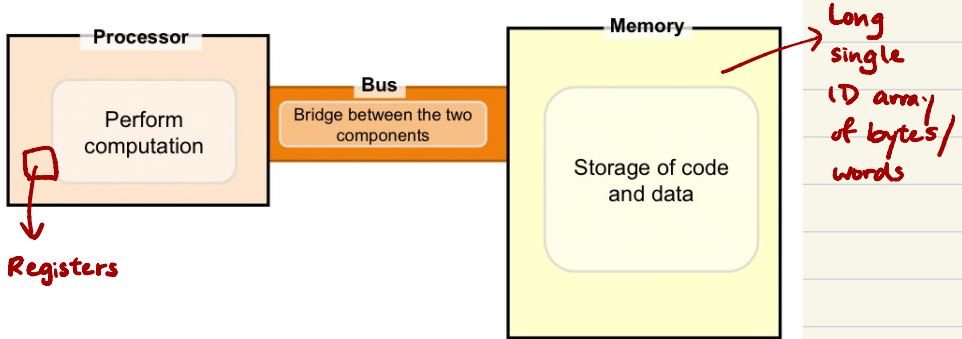 Processor
Perform
computation
Registers
Bus
Bridge between the two
components
Memory
Storage of code
and data
Long
single
1D array
of bytes/
words